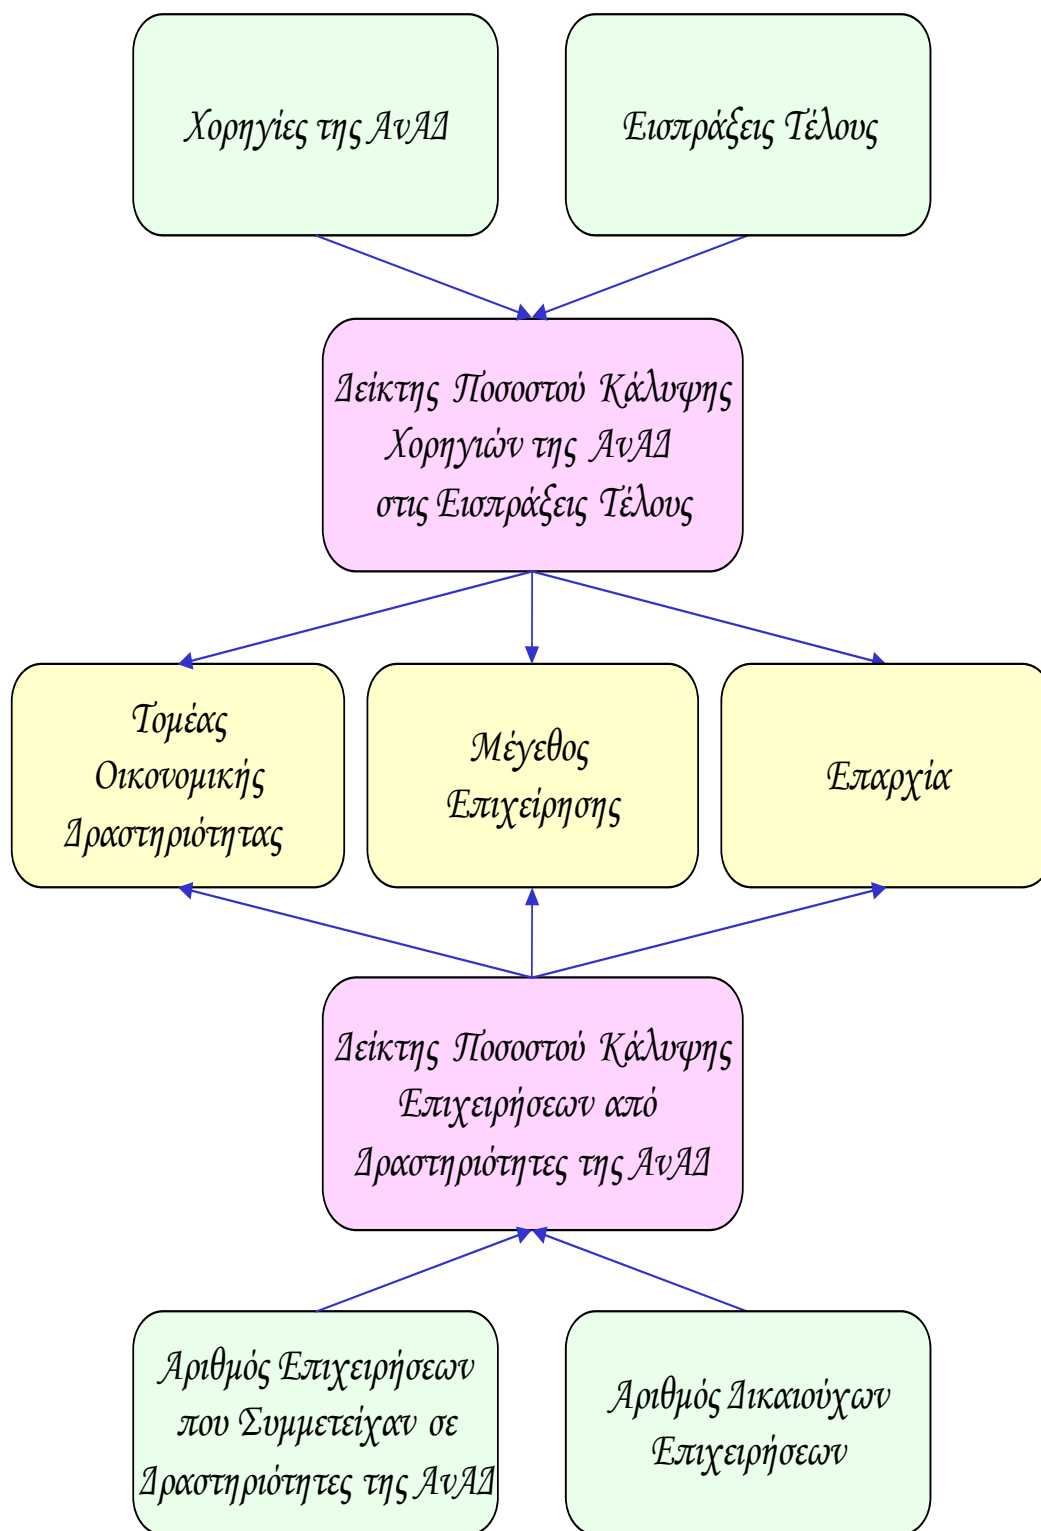 Χορηγίες της ΑνΑΔ
Εισπράξεις Τέλους
Δείκτης Ποσοστού Κάλυψης
Χορηγιών της ΑνΑΔ
στις Εισπράξεις Τέλους
Τομέας
Οικονομικής
Δραστηριότητας
Μέγεθος
Επιχείρησης
Επαρχία
Δείκτης Ποσοστού Κάλυψης
Επιχειρήσεων από
Δραστηριότητες της ΑνΑΔ
Αριθμός Επιχειρήσεων
που Συμμετείχαν σε
Δραστηριότητες της ΑνΑΔ
Αριθμός Δικαιούχων
Επιχειρήσεων